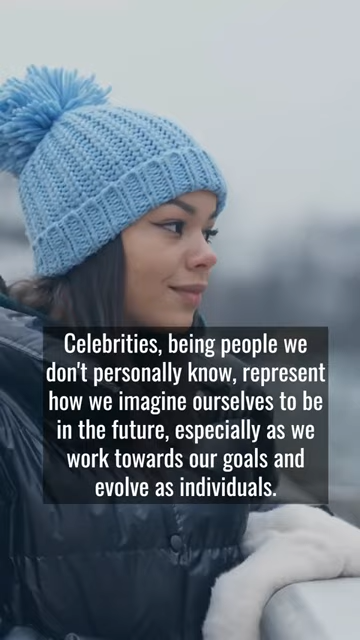 Celebrities, being people we
don't personally know, represent
how we imagine ourselves to be
in the future, especially as we
work towards our goals and
evolve as individuals.